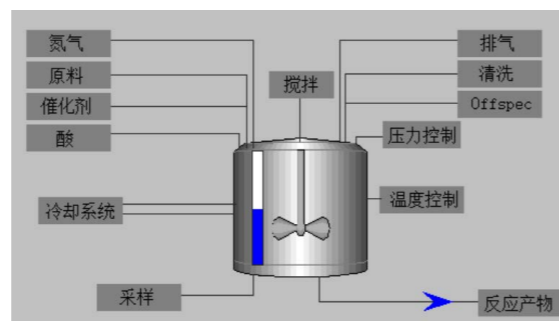 氮气
排气
原料
清洗
搅拌
催化剂
Offspec
酸
压力控制
冷却系统
温度控制
采样
反应产物